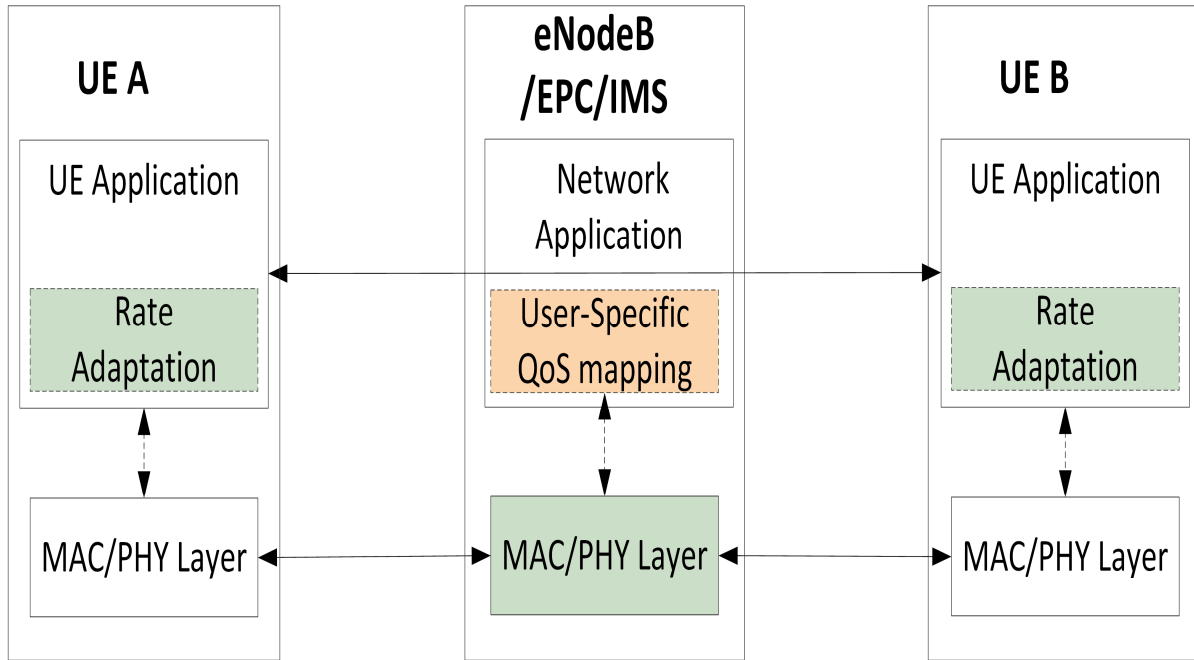 UE A
UE Application
Rate
Adaptation
MAC/PHY Layer
eNodeB
/EPC/IMS
Network
Application
User-Specific
QoS mapping
MAC/PHY Layer
UE B
UE Application
Rate
Adaptation
MAC/PHY Layer